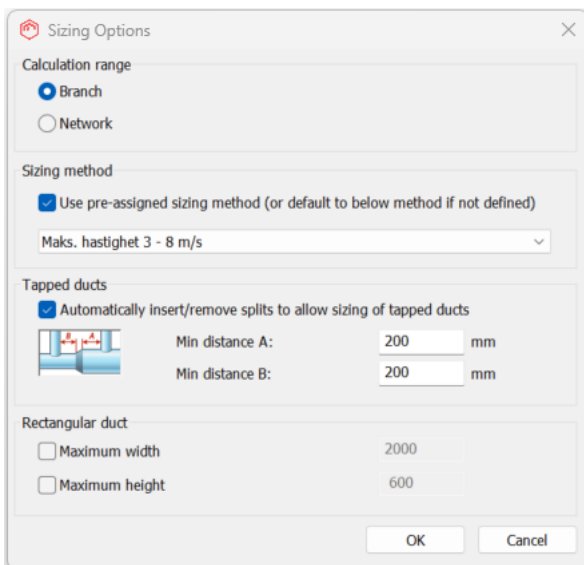 Sizing Options
Calculation range
Branch
Network
Sizing method
Use pre-assigned sizing method (or default to below method if not defined)
Maks. hastighet 3 - 8 m/s
Tapped ducts
Automatically insert/remove splits to allow sizing of tapped ducts
B A
Min distance A: 200 mm
Min distance B: 200 mm
Rectangular duct
Maximum width 2000
Maximum height 600
OK Cancel